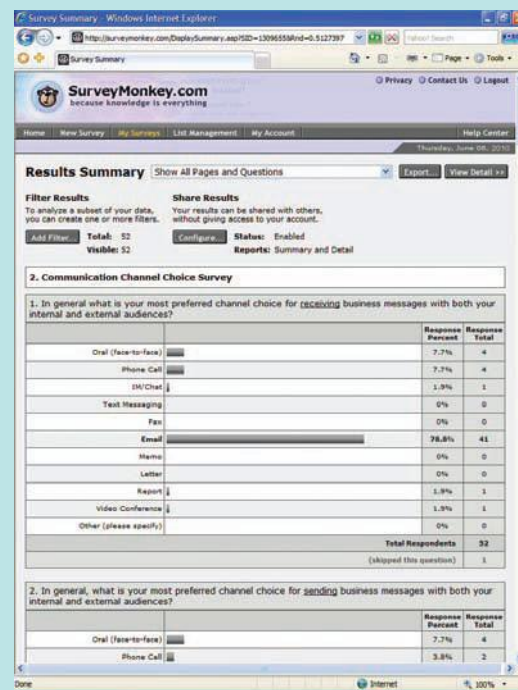 Survey Summary - Windows Internet Explorer
Survey Summary
Page
Tools
Privacy Contact Us Logout
SurveyMonkey.com
because knowledge is everything
Home New Survey My Surveys List Management My Account Help Center
Results Summary Show All Pages and Questions Export... View Detail >>
Filter Results
To analyze a subset of your data,
you can create one or more filters.
Add Filter... Total: 52
Visible: 52
Share Results
Your results can be shared with others,
without giving access to your account.
Configure... Status: Enabled
Reports: Summary and Detail
2. Communication Channel Choice Survey
1. In general what is your most preferred channel choice for receiving business messages with both your
internal and external audiences?
Response Percent Response Total
Oral (face-to-face) 7.7% 4
Phone Call 7.7% 4
IM/Chat 1.9% 1
Text Messaging 0% 0
Fax 0% 0
Email 78.8% 41
Memo 0% 0
Letter 0% 0
Report 1.9% 1
Video Conference 1.9% 1
Other (please specify) 0% 0
Total Respondents 52
(skipped this question) 1
2. In general, what is your most preferred channel choice for sending business messages with both your
internal and external audiences?
Response Percent Response Total
Oral (face-to-face) 7.7% 4
Phone Call 3.8% 2
Done Internet 100%